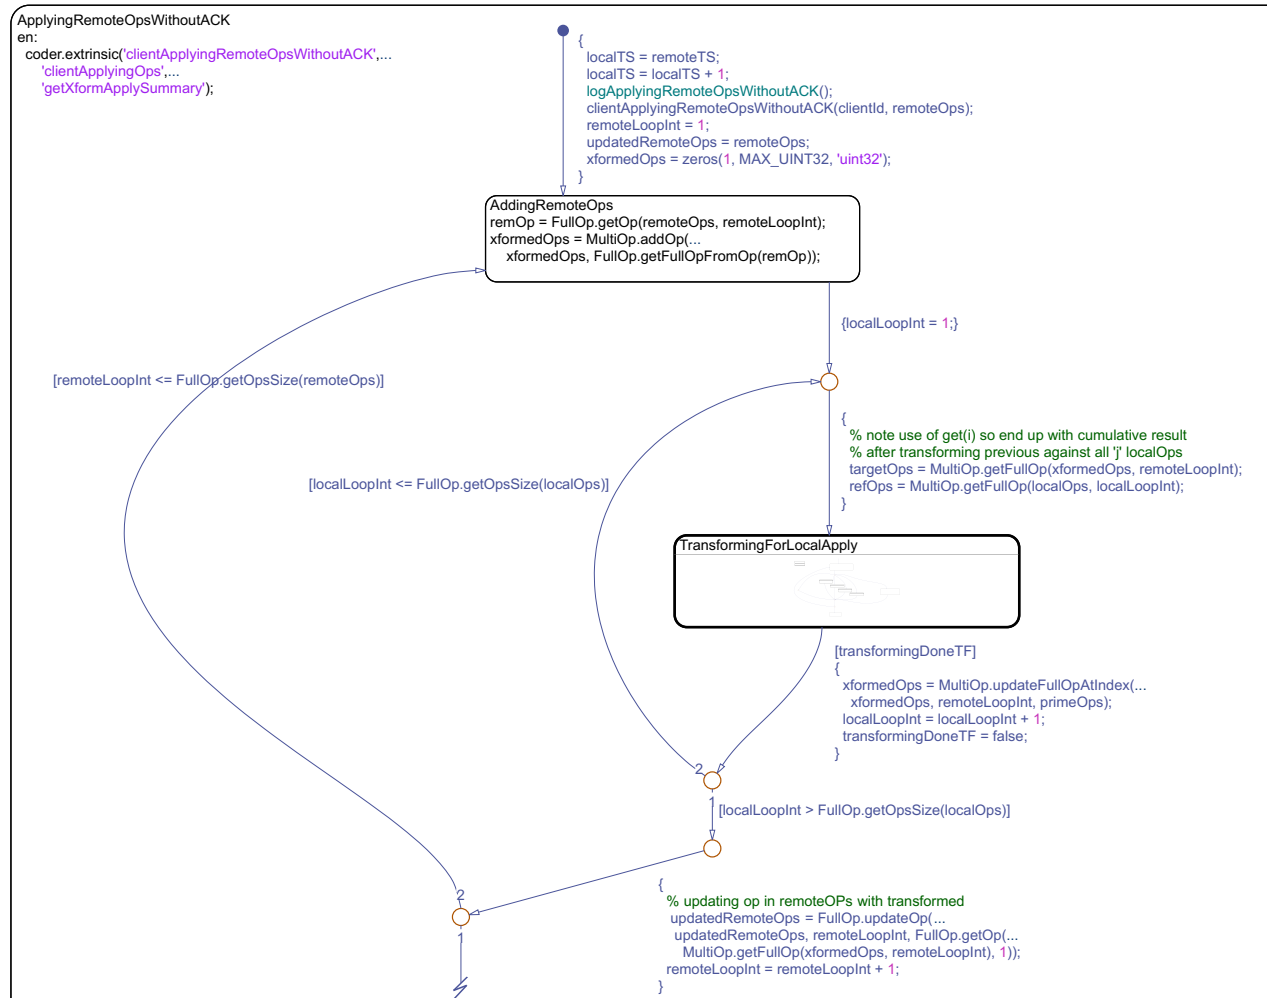 ApplyingRemoteOpsWithoutACK
en:
coder.extrinsic('clientApplyingRemoteOpsWithoutACK',...
'clientApplyingOps',...
'getXformApplySummary');
{
localTS = remoteTS;
localTS = localTS + 1;
logApplyingRemoteOpsWithoutACK();
clientApplyingRemoteOpsWithoutACK(clientId, remoteOps);
remoteLoopInt = 1;
updatedRemoteOps = remoteOps;
xformedOps = zeros(1, MAX_UINT32, 'uint32');
}
AddingRemoteOps
remOp = FullOp.getOp(remoteOps, remoteLoopInt);
xformedOps = MultiOp.addOp(...
xformedOps, FullOp.getFullOpFromOp(remOp));
{localLoopInt = 1;}
[remoteLoopInt <= FullOp.getOpsSize(remoteOps)]
{
% note use of get(i) so end up with cumulative result
% after transforming previous against all 'j' localOps
targetOps = MultiOp.getFullOp(xformedOps, remoteLoopInt);
refOps = MultiOp.getFullOp(localOps, localLoopInt);
}
[localLoopInt <= FullOp.getOpsSize(localOps)]
TransformingForLocalApply
[transformingDoneTF]
{
xformedOps = MultiOp.updateFullOpAtIndex(...
xformedOps, remoteLoopInt, primeOps);
localLoopInt = localLoopInt + 1;
transformingDoneTF = false;
}
2
1
[localLoopInt > FullOp.getOpsSize(localOps)]
{
% updating op in remoteOPs with transformed
updatedRemoteOps = FullOp.updateOp(...
updatedRemoteOps, remoteLoopInt, FullOp.getOp(...
MultiOp.getFullOp(xformedOps, remoteLoopInt), 1));
remoteLoopInt = remoteLoopInt + 1;
}
2
1